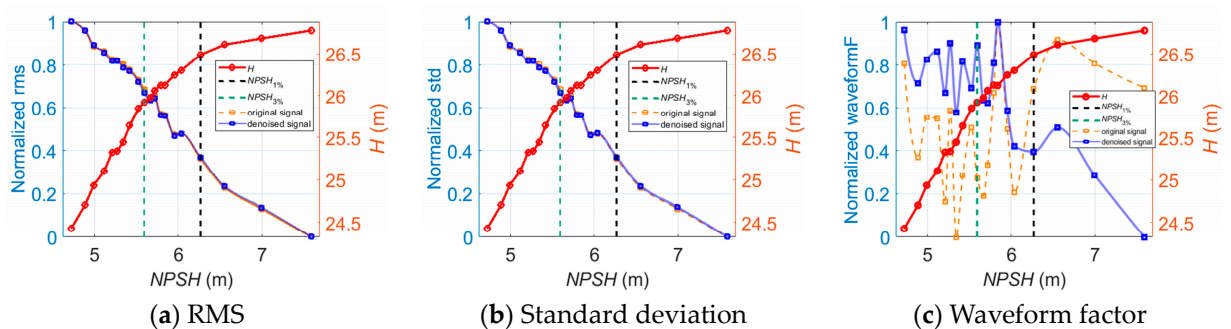 1
0.8
0.6
0.4
0.2
0
Normalized rms
26.5
26
25.5
25
24.5
H (m)
H
NPSH1%
NPSH3%
original signal
denoised signal
5 6 7
NPSH (m)
(a) RMS
1
0.8
0.6
0.4
0.2
0
Normalized std
26.5
26
25.5
25
24.5
H (m)
H
NPSH1%
NPSH3%
original signal
denoised signal
5 6 7
NPSH (m)
(b) Standard deviation
1
0.8
0.6
0.4
0.2
0
Normalized waveformF
26.5
26
25.5
25
24.5
H (m)
H
NPSH1%
NPSH3%
original signal
denoised signal
5 6 7
NPSH (m)
(c) Waveform factor